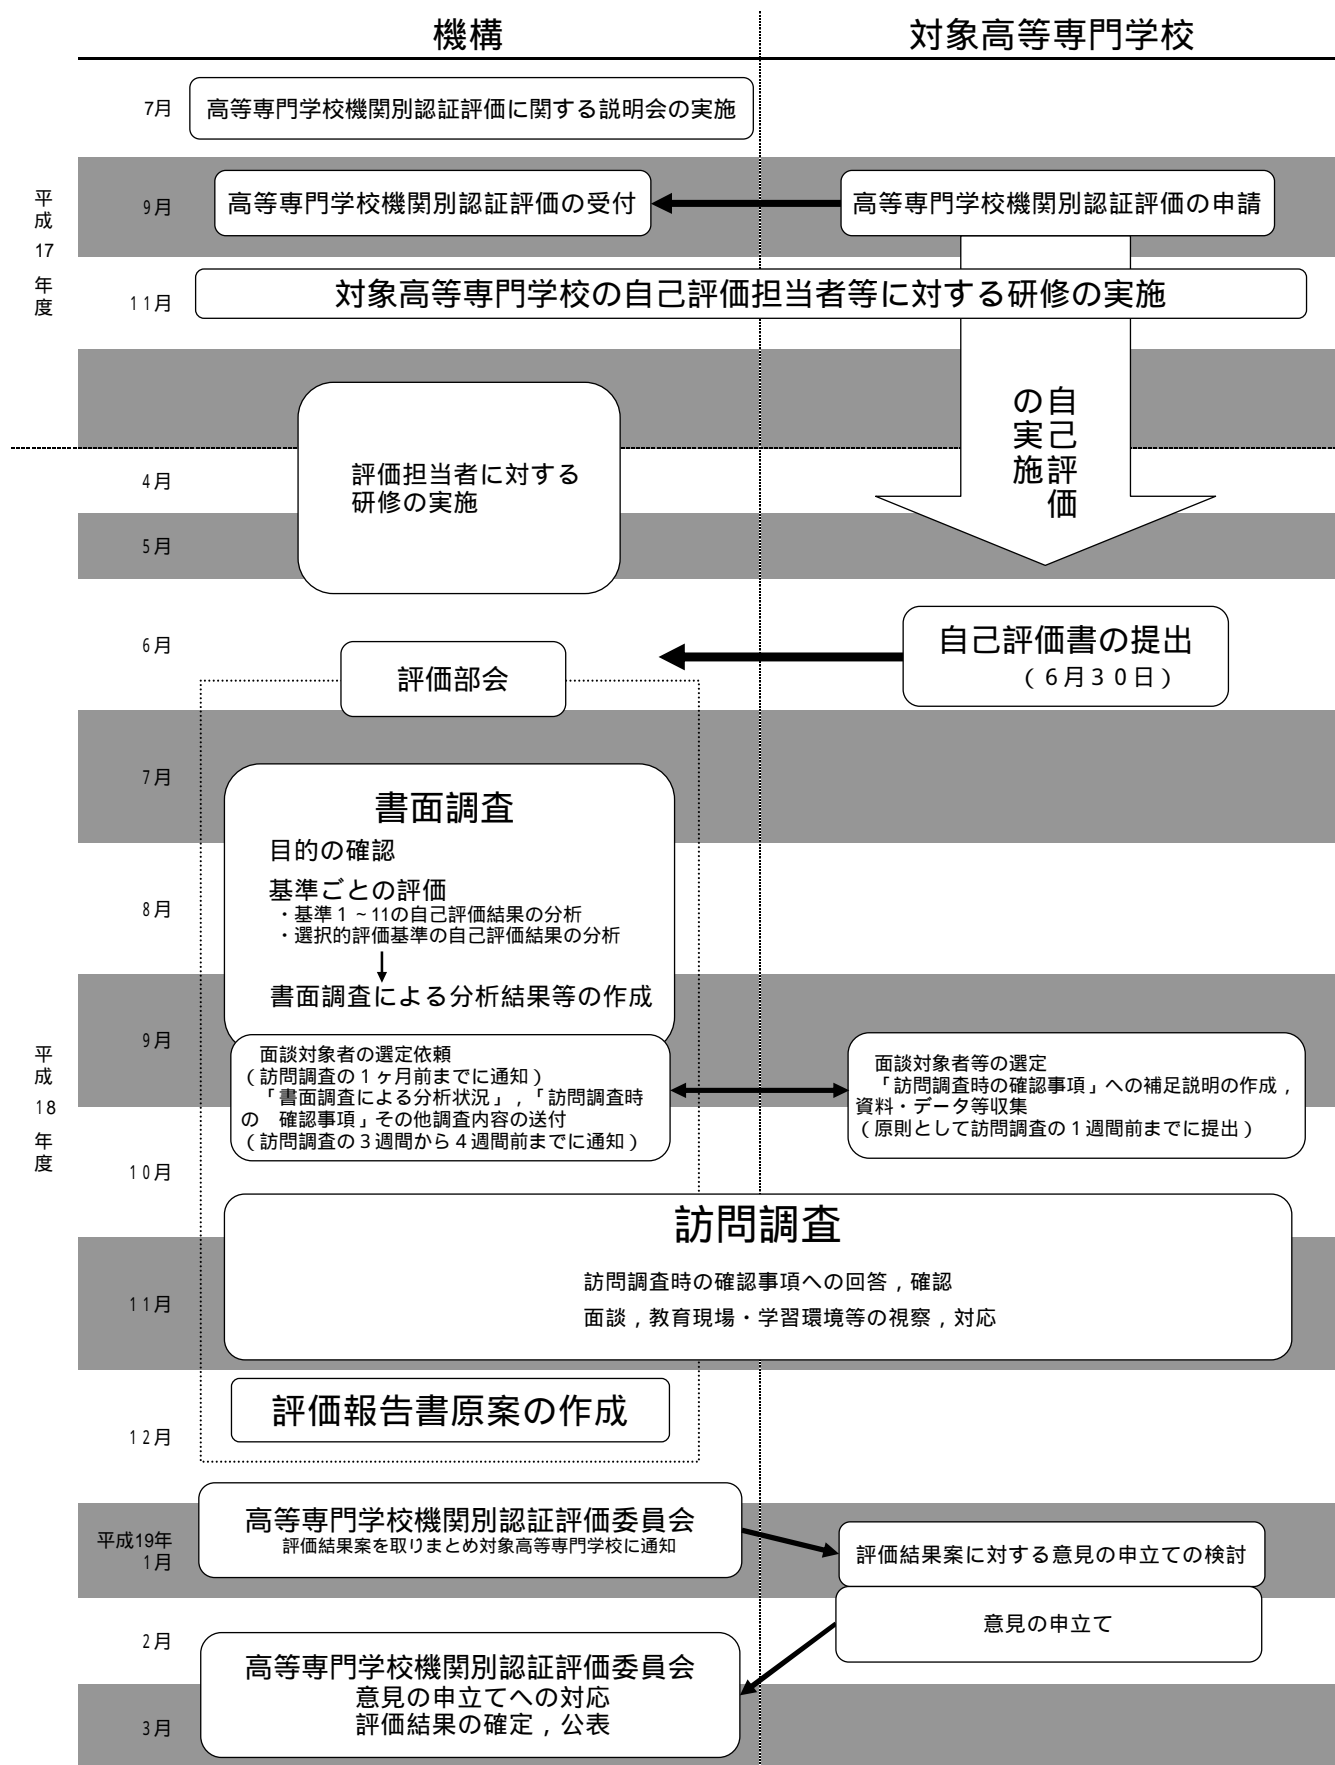 機構
対象高等専門学校
平成17年度
7月
高等専門学校機関別認証評価に関する説明会の実施
9月
高等専門学校機関別認証評価の受付
高等専門学校機関別認証評価の申請
11月
対象高等専門学校の自己評価担当者等に対する研修の実施
自己評価
の実施
評価担当者に対する
研修の実施
平成18年度
4月
5月
6月
自己評価書の提出
(6月30日)
評価部会
7月
書面調査
目的の確認
基準ごとの評価
・基準1~11の自己評価結果の分析
・選択的評価基準の自己評価結果の分析
書面調査による分析結果等の作成
8月
9月
面談対象者の選定依頼
(訪問調査の1ヶ月前までに通知)
「書面調査による分析状況」,「訪問調査時
の 確認事項」その他調査内容の送付
(訪問調査の3週間から4週間前までに通知)
面談対象者等の選定
「訪問調査時の確認事項」への補足説明の作成,
資料・データ等収集
(原則として訪問調査の1週間前までに提出)
10月
訪問調査
訪問調査時の確認事項への回答,確認
面談,教育現場・学習環境等の視察,対応
11月
評価報告書原案の作成
12月
平成19年
1月
高等専門学校機関別認証評価委員会
評価結果案を取りまとめ対象高等専門学校に通知
評価結果案に対する意見の申立ての検討
意見の申立て
2月
高等専門学校機関別認証評価委員会
意見の申立てへの対応
評価結果の確定,公表
3月